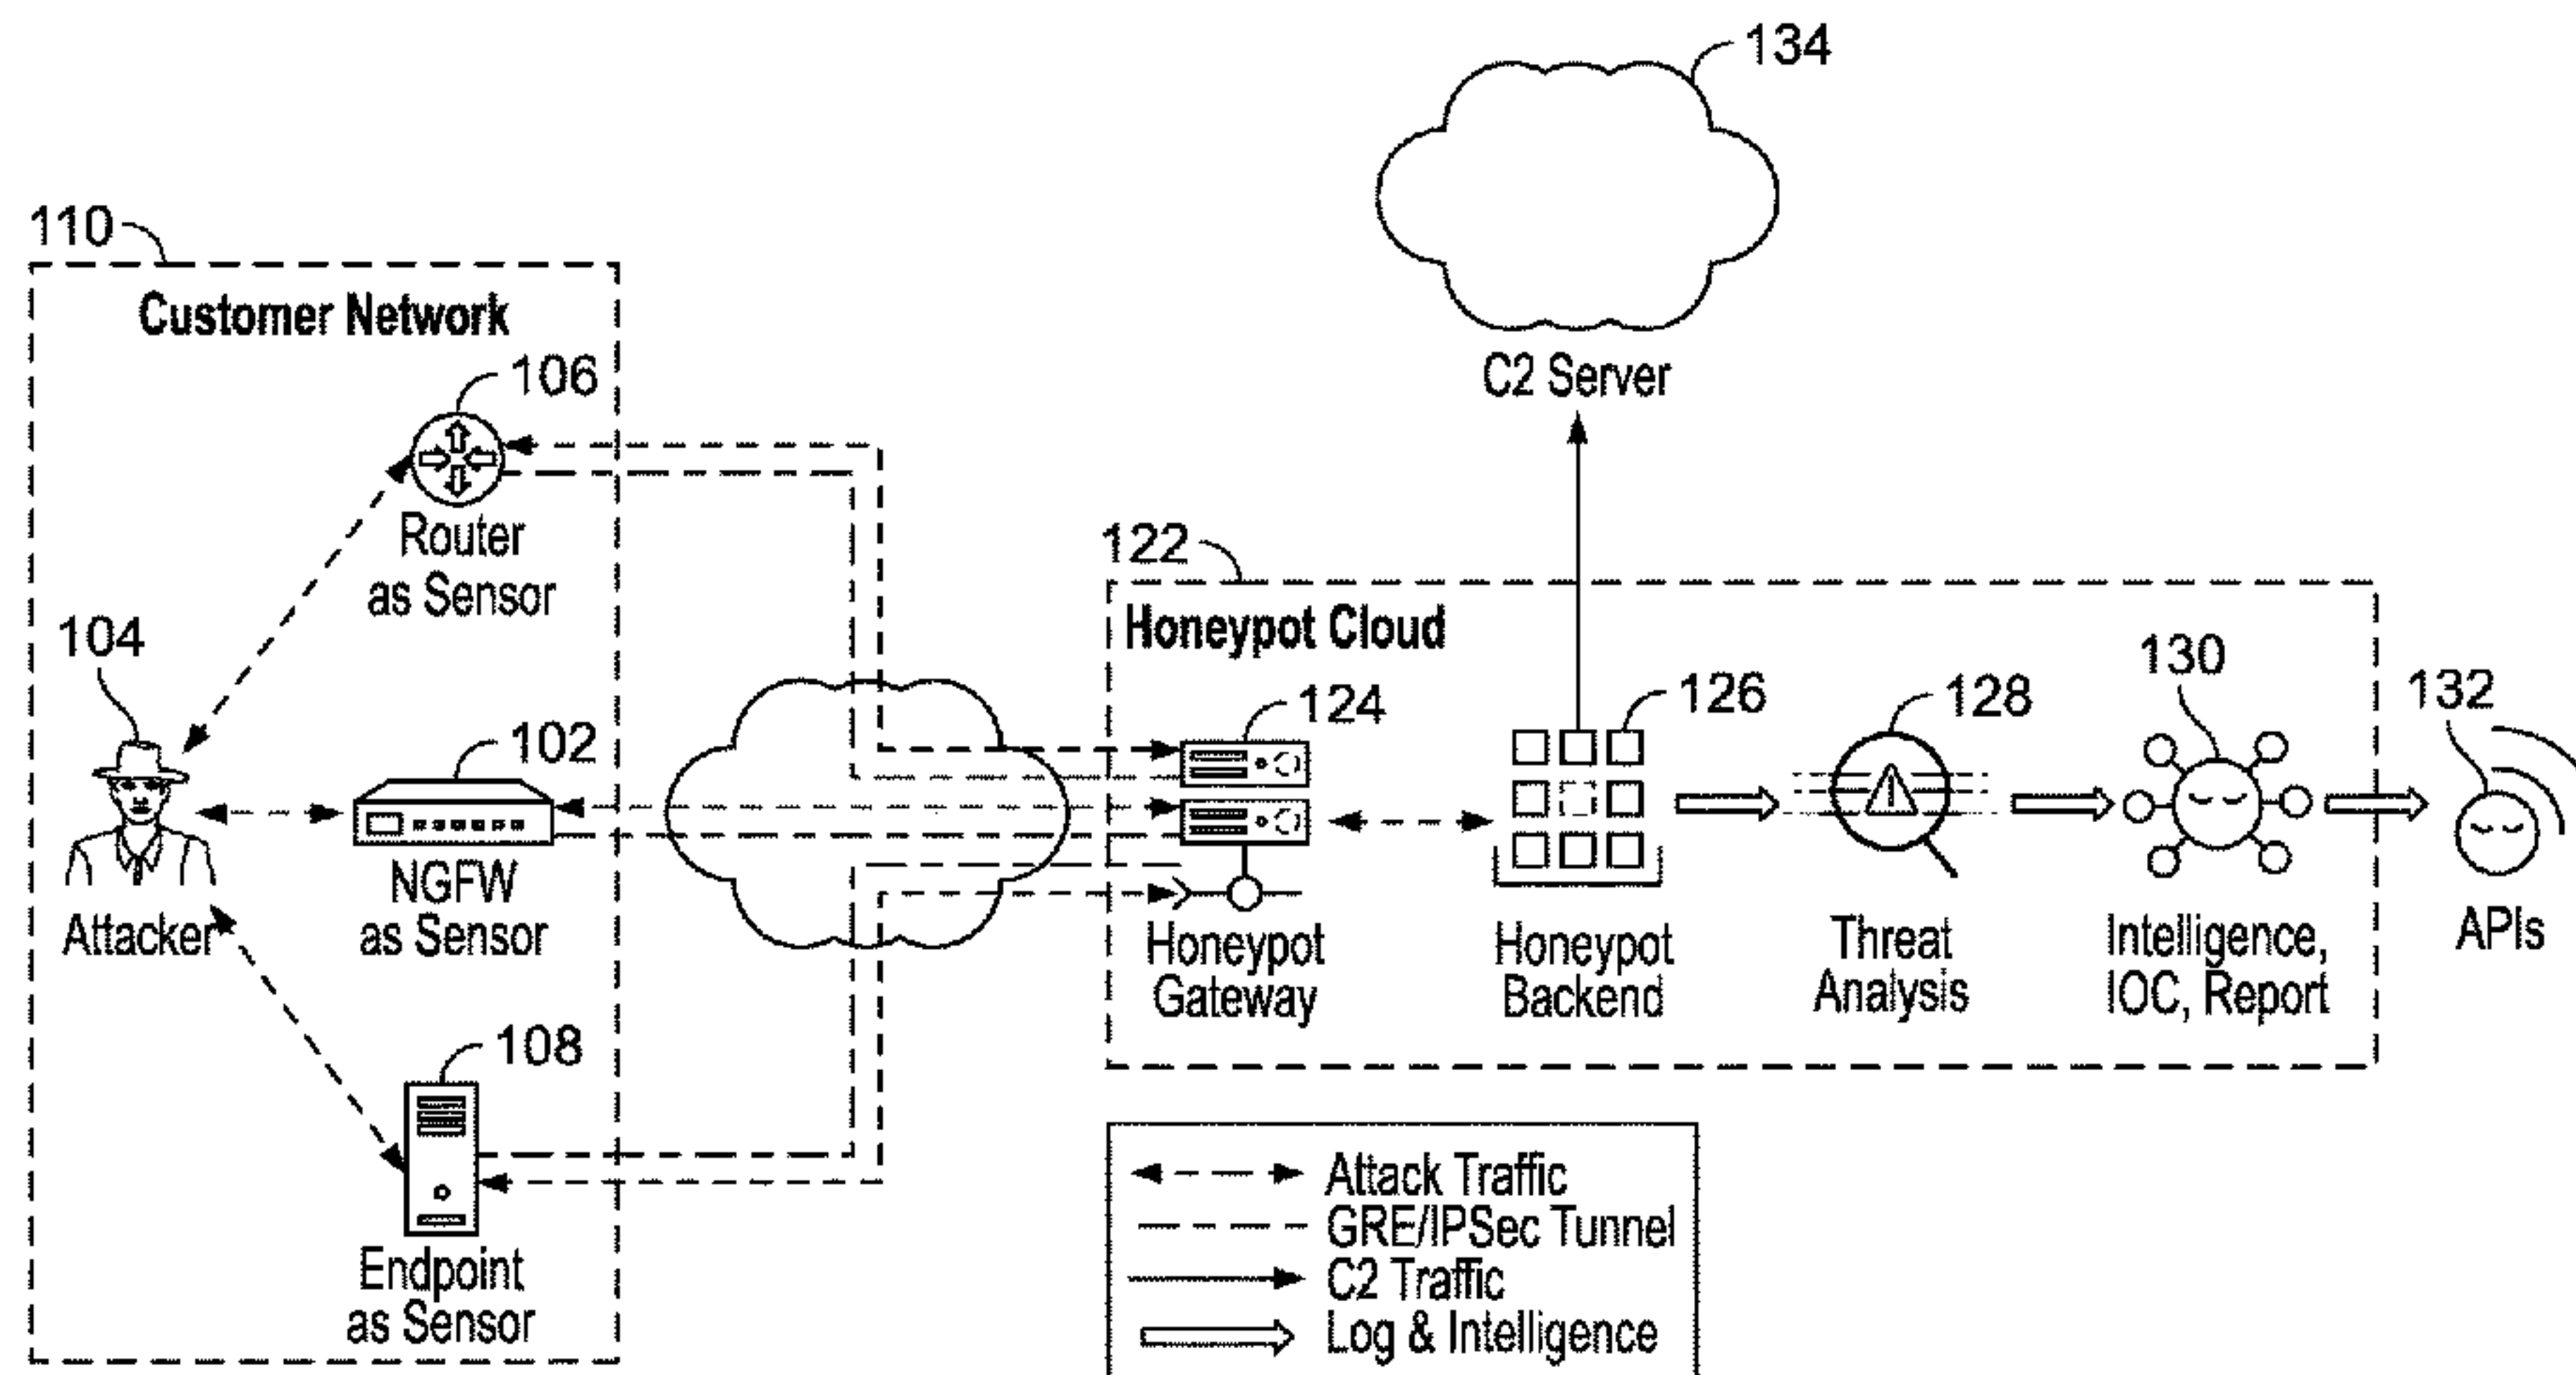 134
C2 Server
110
Customer Network
106
Router
as Sensor
104
Attacker
102
NGFW
as Sensor
108
Endpoint
as Sensor
122
Honeypot Cloud
124
Honeypot
Gateway
126
Honeypot
Backend
128
Threat
Analysis
130
Intelligence,
IOC, Report
132
APIs
Attack Traffic
GRE/IPSec Tunnel
C2 Traffic
Log & Intelligence